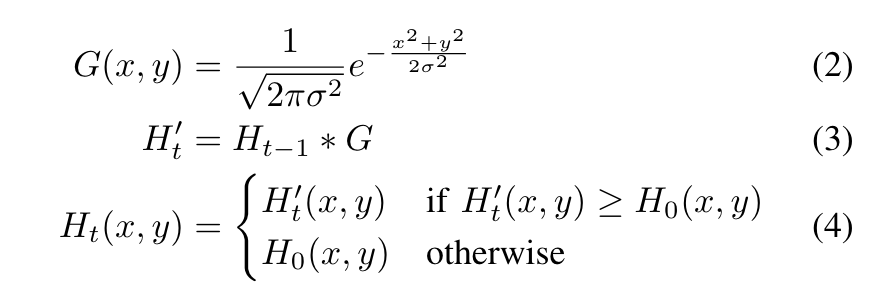 G(x, y) = \frac{1}{\sqrt{2\pi\sigma^2}} e^{-\frac{x^2+y^2}{2\sigma^2}} (2)
H'_t = H_{t-1} * G (3)
H_t(x, y) = \begin{cases} H'_t(x, y) & \text{if } H'_t(x, y) \geq H_0(x, y) \\ H_0(x, y) & \text{otherwise} \end{cases} (4)